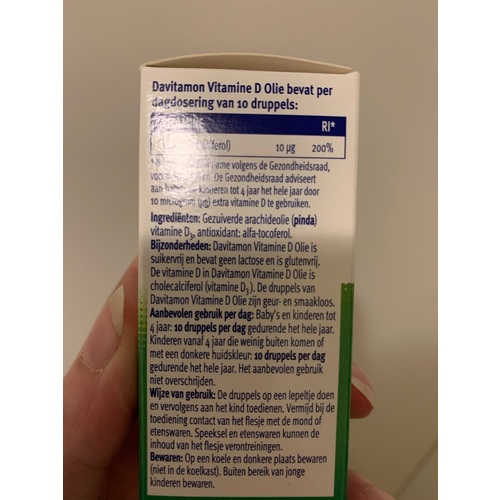 Davitamon Vitamine D Olie bevat per
dagdosering van 10 druppels:
RI*
10 µg 200%
volgens de Gezondheidsraad,
De Gezondheidsraad adviseert
kinderen tot 4 jaar het hele jaar door
10 microgram (µg) extra vitamine D te gebruiken.
Ingrediënten: Gezuiverde arachideolie (pinda)
vitamine D3, antioxidant: alfa-tocoferol.
Bijzonderheden: Davitamon Vitamine D Olie is
suikervrij en bevat geen lactose en is glutenvrij.
De vitamine D in Davitamon Vitamine D Olie is
cholecalciferol (vitamine D3). De druppels van
Davitamon Vitamine D Olie zijn geur- en smaakloos.
Aanbevolen gebruik per dag: Baby's en kinderen tot
4 jaar: 10 druppels per dag gedurende het hele jaar.
Kinderen vanaf 4 jaar die weinig buiten komen of
met een donkere huidskleur: 10 druppels per dag
gedurende het hele jaar. Het aanbevolen gebruik
niet overschrijden.
Wijze van gebruik: De druppels op een lepeltje doen
en vervolgens aan het kind toedienen. Vermijd bij de
toediening contact van het flesje met de mond of
etenswaren. Speeksel en etenswaren kunnen de
inhoud van het flesje verontreinigen.
Bewaren: Op een koele en donkere plaats bewaren
(niet in de koelkast). Buiten bereik van jonge
kinderen bewaren.